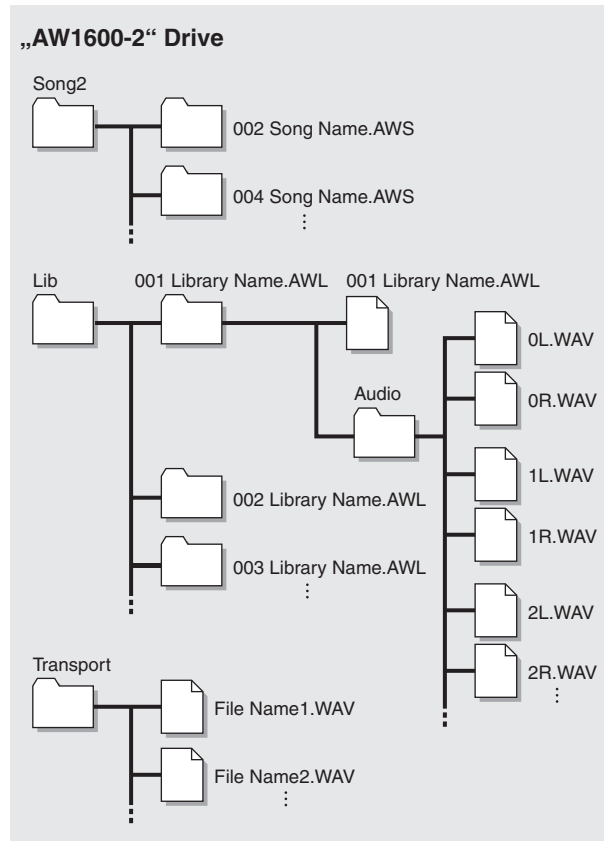 „AW1600-2“ Drive
Song2
002 Song Name.AWS
004 Song Name.AWS
⋮
Lib
001 Library Name.AWL
001 Library Name.AWL
0L.WAV
Audio
0R.WAV
1L.WAV
002 Library Name.AWL
1R.WAV
003 Library Name.AWL
⋮
2L.WAV
Transport
2R.WAV
⋮
File Name1.WAV
File Name2.WAV
⋮